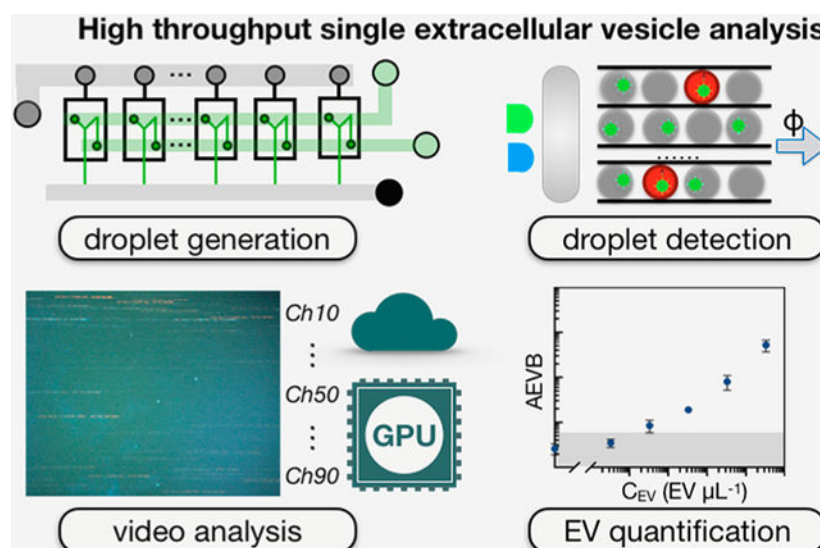 High throughput single extracellular vesicle analysis
...
...
droplet generation
ϕ
......
droplet detection
Ch10
⋮
Ch50
⋮
Ch90
GPU
video analysis
AEVB
C_EV (EV µL⁻¹)
EV quantification